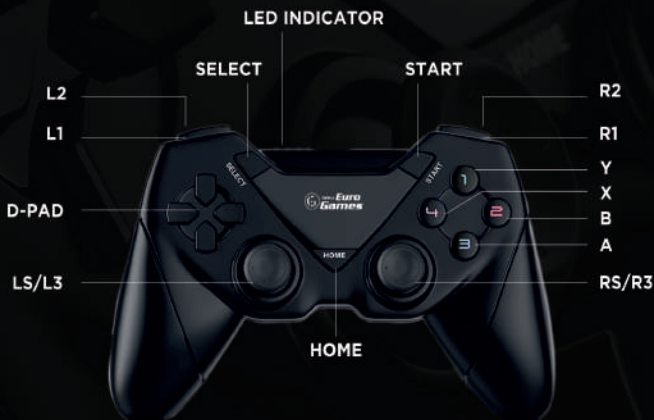 LED INDICATOR
SELECT
START
L2
R2
L1
R1
SELECT
START
Y
1
X
Euro
Games
4
2
D-PAD
B
3
A
HOME
LS/L3
RS/R3
HOME